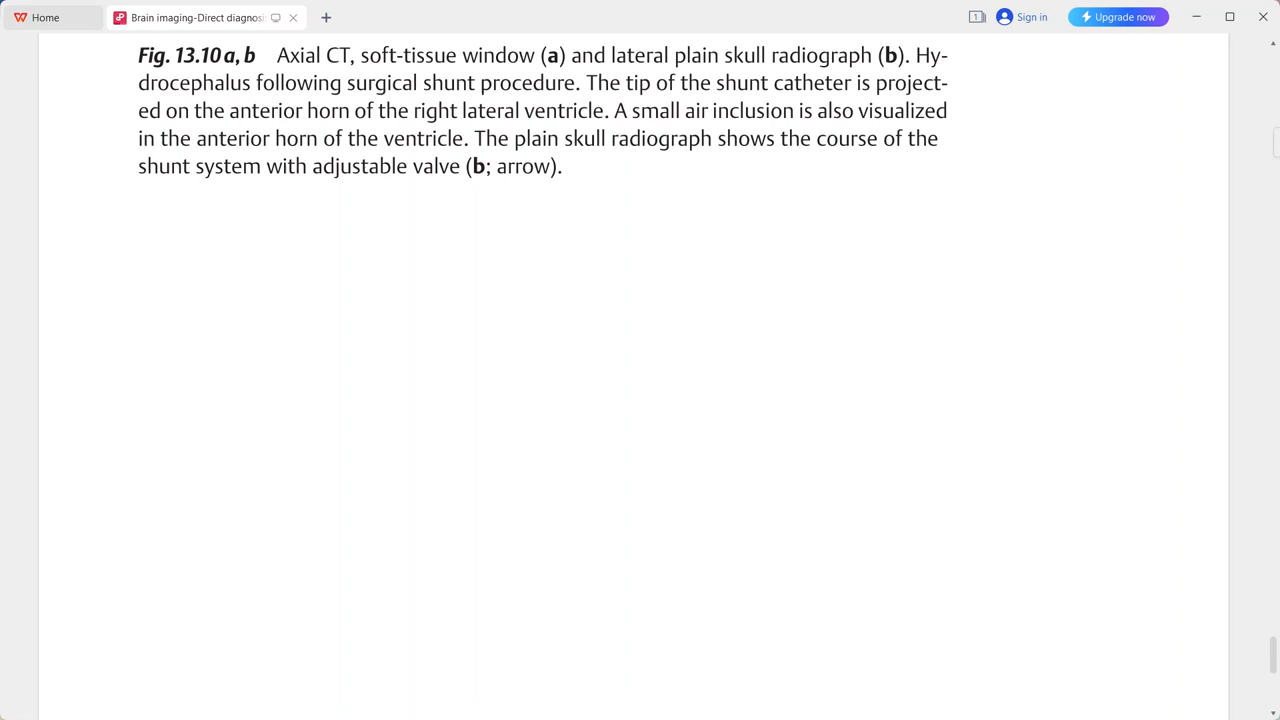 Home
Brain imaging-Direct diagnosi
1
Sign in
Upgrade now
Fig. 13.10 a, b Axial CT, soft-tissue window (a) and lateral plain skull radiograph (b). Hy-
drocephalus following surgical shunt procedure. The tip of the shunt catheter is project-
ed on the anterior horn of the right lateral ventricle. A small air inclusion is also visualized
in the anterior horn of the ventricle. The plain skull radiograph shows the course of the
shunt system with adjustable valve (b; arrow).